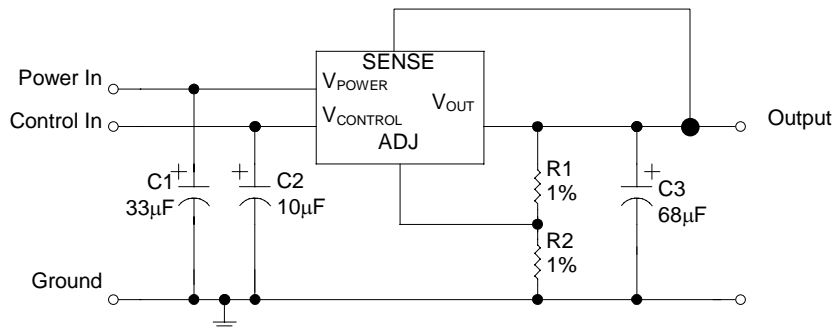 SENSE
Power In
VPOWER
VOUT
Control In
VCONTROL
Output
ADJ
+
C1
33µF
+
C2
10µF
R1
1%
+
C3
68µF
R2
1%
Ground